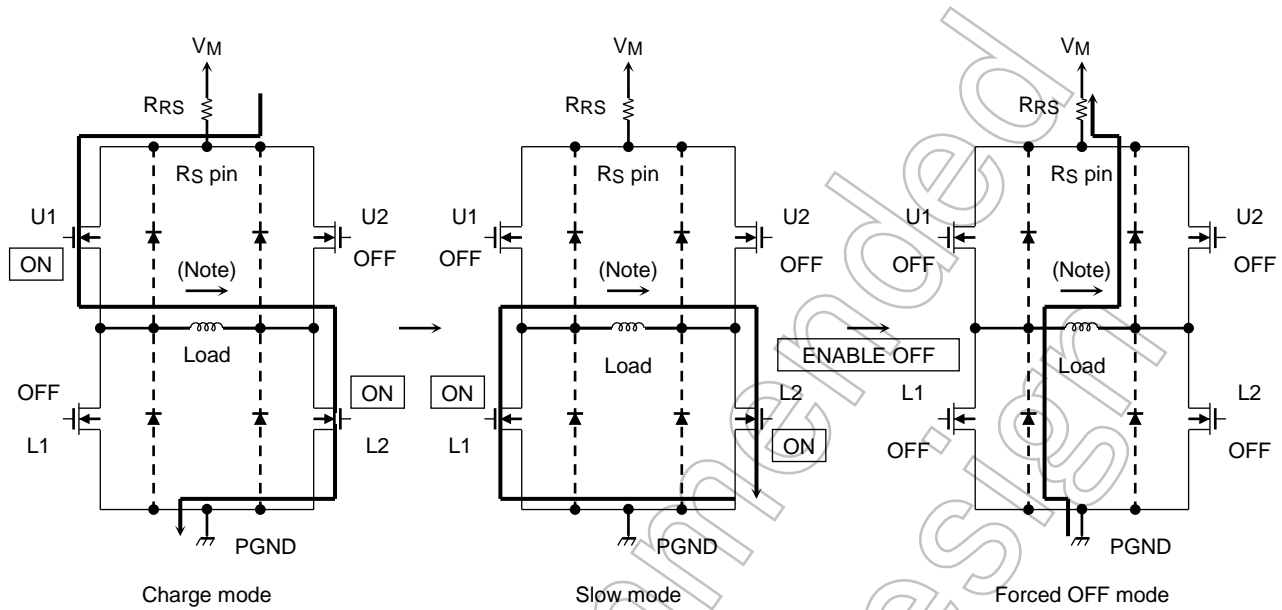 VM
RRS
RS pin
U1
ON
U2
OFF
(Note)
Load
OFF
L1
ON
L2
PGND
Charge mode
VM
RRS
RS pin
U1
OFF
U2
OFF
(Note)
Load
ON
L1
L2
ON
PGND
Slow mode
ENABLE OFF
VM
RRS
RS pin
U1
OFF
U2
OFF
(Note)
Load
L1
OFF
L2
OFF
PGND
Forced OFF mode